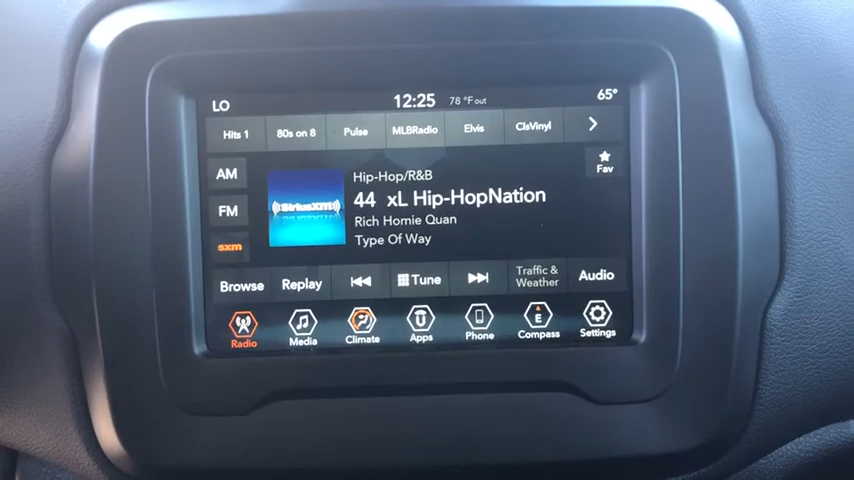 LO 12:25 78 °F out 65°
Hits 1 80s on 8 Pulse MLBRadio Elvis ClsVinyl
AM
FM
sxm
((SiriusXM))
Hip-Hop/R&B
44 xL Hip-HopNation
Rich Homie Quan
Type Of Way
Fav
Browse Replay Tune Traffic & Weather Audio
Radio Media Climate U Apps Phone E Compass Settings